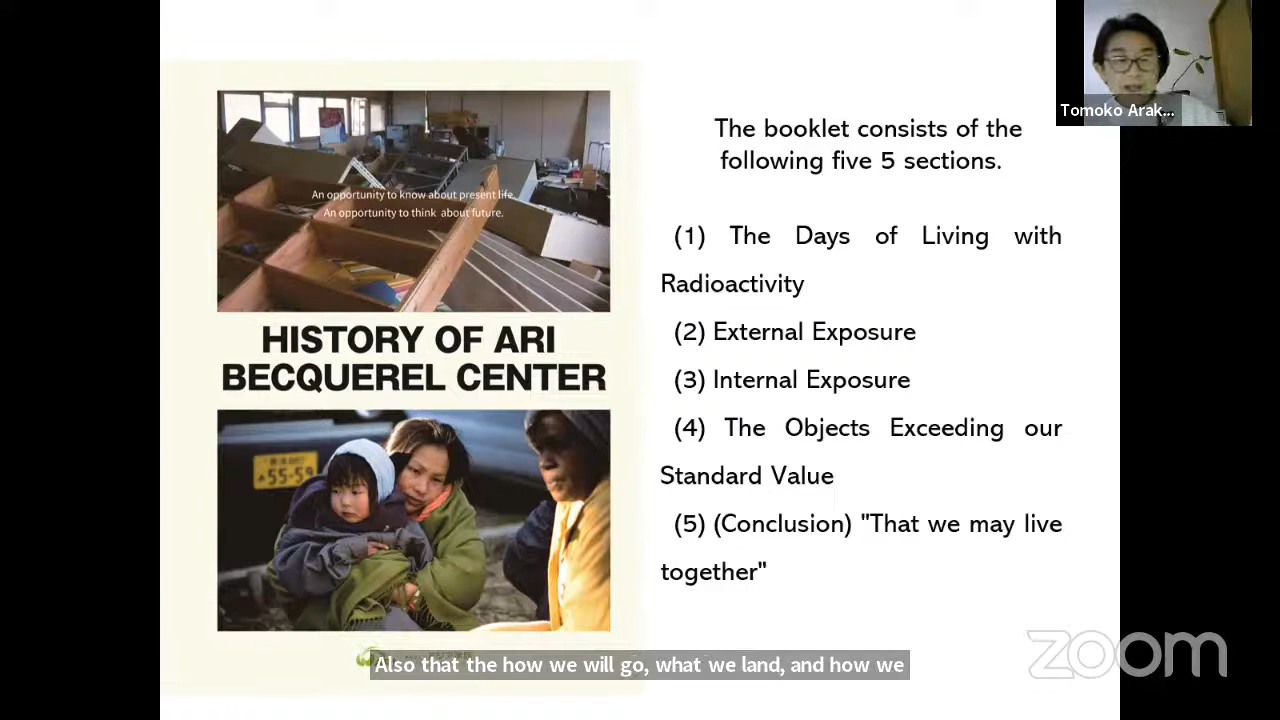 An opportunity to know about present life.
An opportunity to think about future.
HISTORY OF ARI
BECQUEREL CENTER
55-59
The booklet consists of the
following five 5 sections.
(1) The Days of Living with
Radioactivity
(2) External Exposure
(3) Internal Exposure
(4) The Objects Exceeding our
Standard Value
(5) (Conclusion) "That we may live
together"
Tomoko Arak...
Also that the how we will go, what we land, and how we
zoom